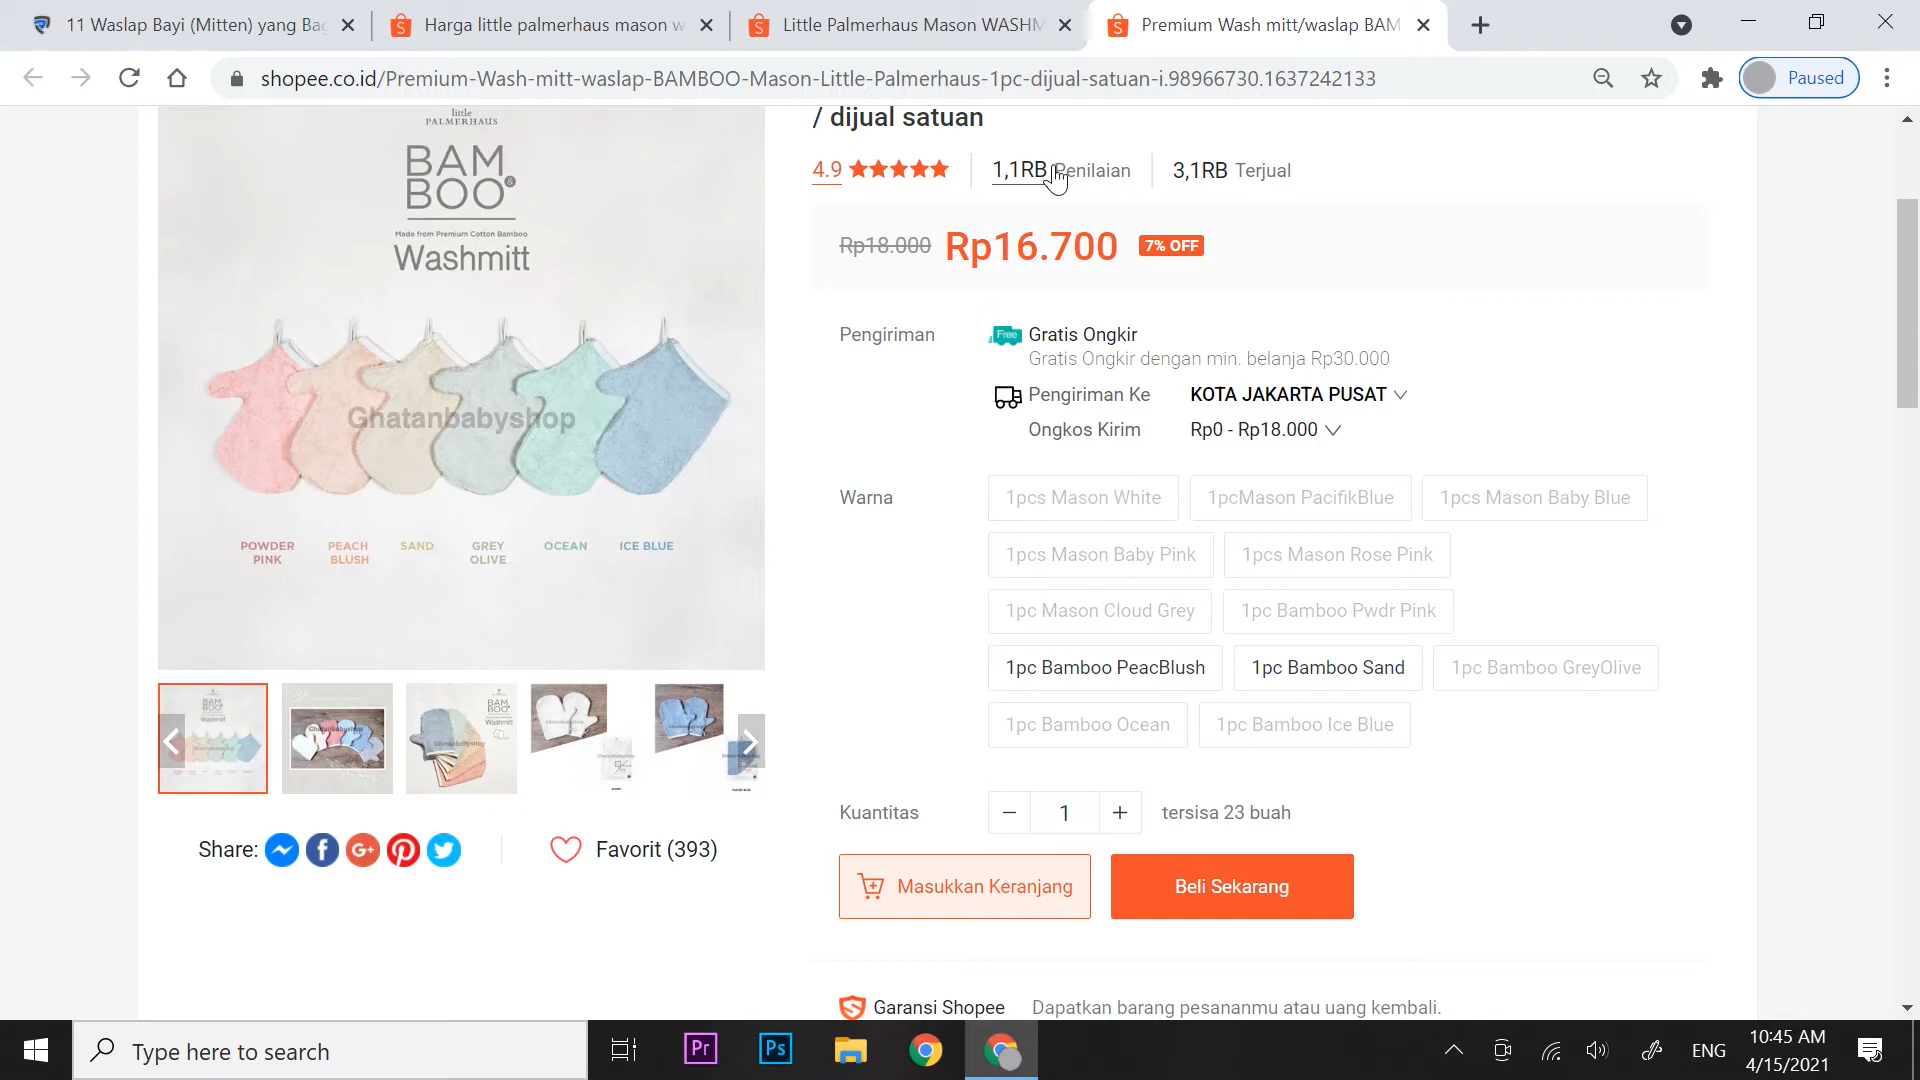 11 Waslap Bayi (Mitten) yang Bag
Harga little palmerhaus mason w
Little Palmerhaus Mason WASHM
Premium Wash mitt/waslap BAM
shopee.co.id/Premium-Wash-mitt-waslap-BAMBOO-Mason-Little-Palmerhaus-1pc-dijual-satuan-i.98966730.1637242133
Paused
little
PALMERHAUS
BAM
BOO&
Made from Premium Cotton Bamboo
Washmitt
Ghatanbabyshop
POWDER PINK
PEACH BLUSH
SAND
GREY OLIVE
OCEAN
ICE BLUE
Share:
Favorit (393)
/ dijual satuan
4.9
1,1RB Penilaian
3,1RB Terjual
Rp18.000 Rp16.700 7% OFF
Pengiriman
Free Gratis Ongkir
Gratis Ongkir dengan min. belanja Rp30.000
Pengiriman Ke KOTA JAKARTA PUSAT
Ongkos Kirim Rp0 - Rp18.000
Warna
1pcs Mason White
1pcMason PacifikBlue
1pcs Mason Baby Blue
1pcs Mason Baby Pink
1pcs Mason Rose Pink
1pc Mason Cloud Grey
1pc Bamboo Pwdr Pink
1pc Bamboo PeacBlush
1pc Bamboo Sand
1pc Bamboo GreyOlive
1pc Bamboo Ocean
1pc Bamboo Ice Blue
Kuantitas
1
tersisa 23 buah
Masukkan Keranjang
Beli Sekarang
Garansi Shopee
Dapatkan barang pesananmu atau uang kembali.
Type here to search
Pr
Ps
ENG
10:45 AM
4/15/2021